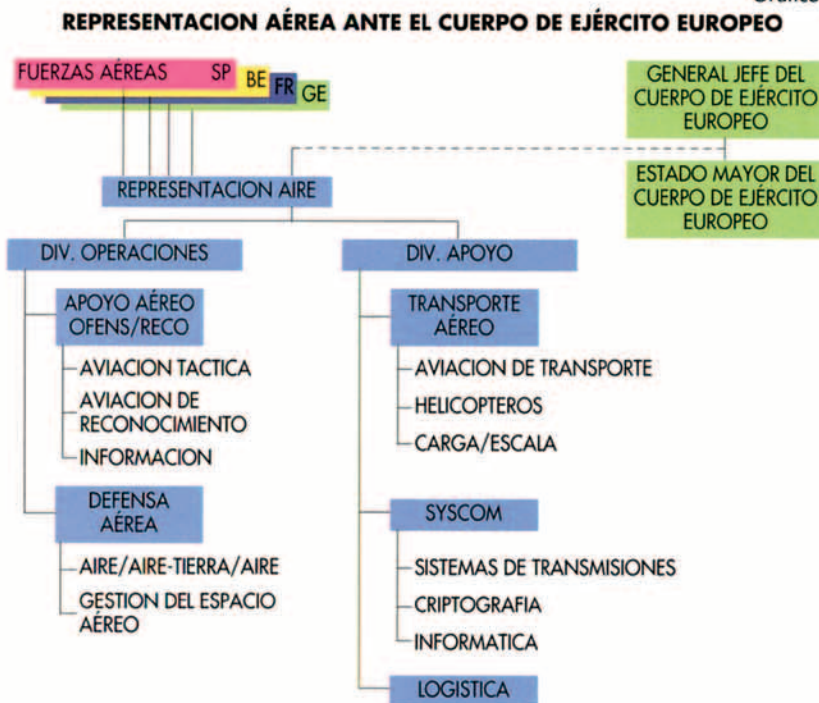 Gráfico
REPRESENTACION AÉREA ANTE EL CUERPO DE EJÉRCITO EUROPEO
FUERZAS AÉREAS SP
BE
FR
GE
GENERAL JEFE DEL
CUERPO DE EJÉRCITO
EUROPEO
ESTADO MAYOR DEL
CUERPO DE EJÉRCITO
EUROPEO
REPRESENTACION AIRE
DIV. OPERACIONES
APOYO AÉREO
OFENS/RECO
AVIACION TACTICA
AVIACION DE
RECONOCIMIENTO
INFORMACION
DEFENSA
AÉREA
AIRE/AIRE-TIERRA/AIRE
GESTION DEL ESPACIO
AÉREO
DIV. APOYO
TRANSPORTE
AÉREO
AVIACION DE TRANSPORTE
HELICOPTEROS
CARGA/ESCALA
SYSCOM
SISTEMAS DE TRANSMISIONES
CRIPTOGRAFIA
INFORMATICA
LOGISTICA